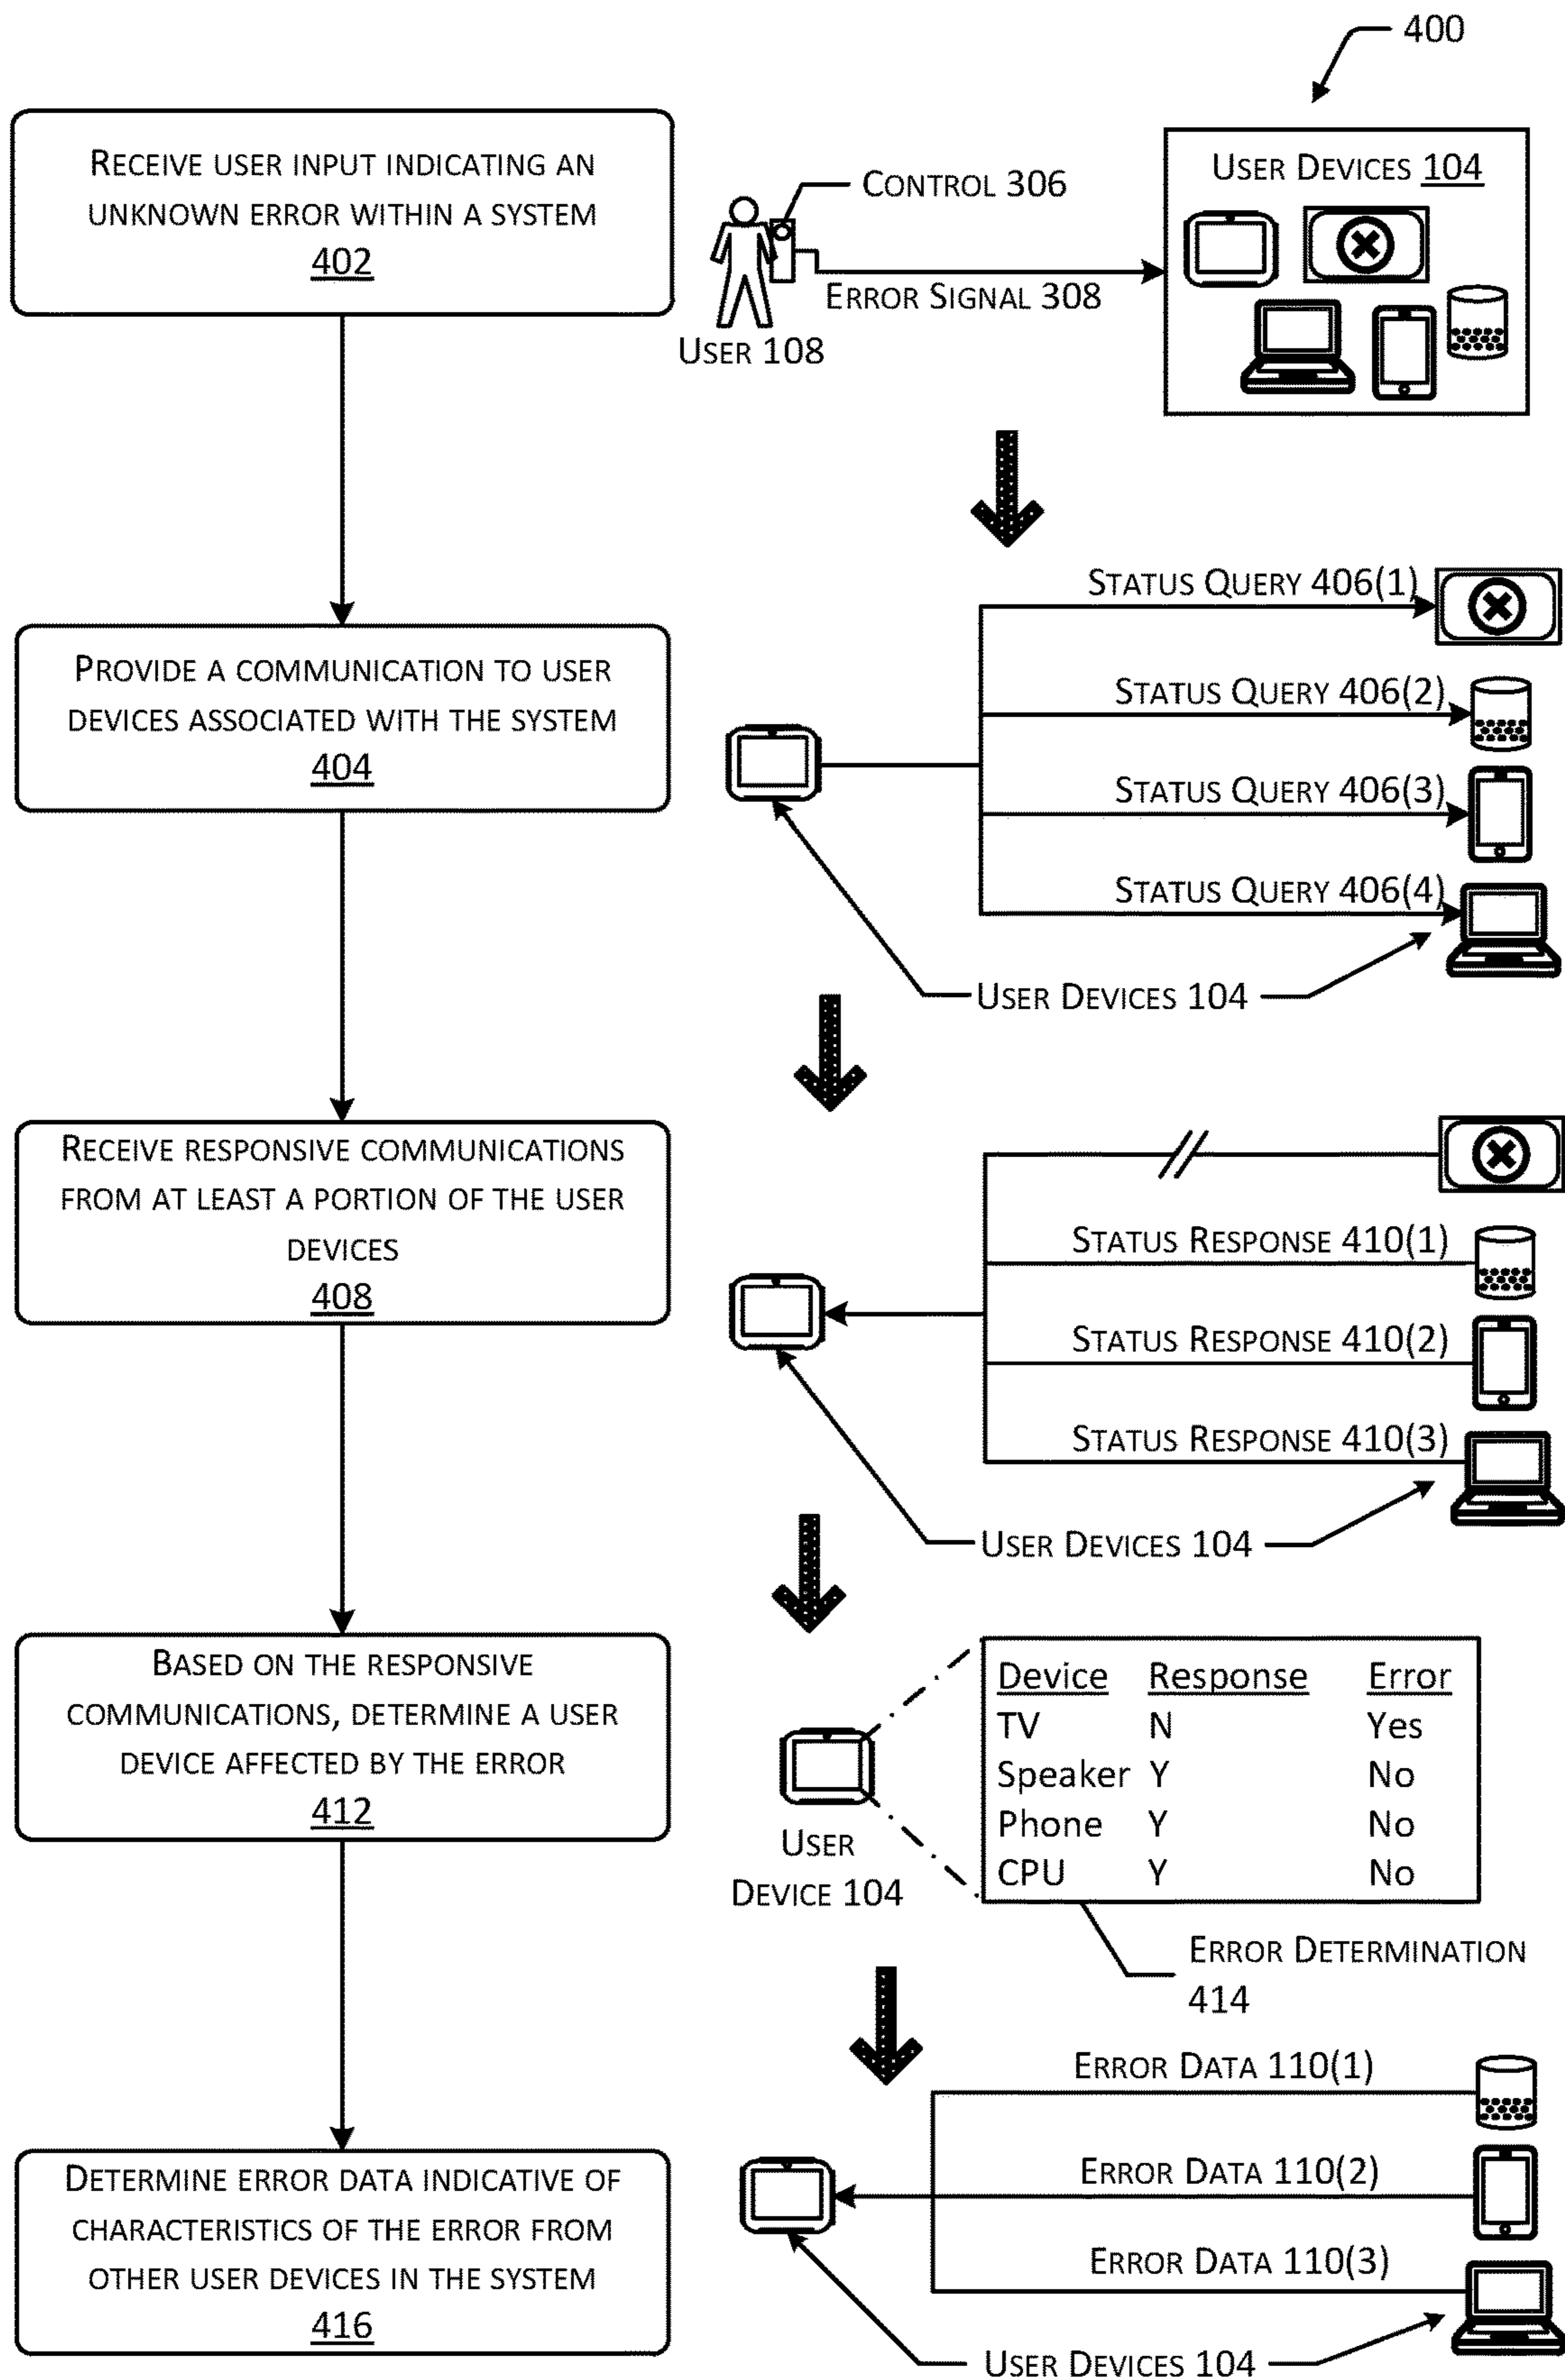 400
RECEIVE USER INPUT INDICATING AN
UNKNOWN ERROR WITHIN A SYSTEM
402
CONTROL 306
ERROR SIGNAL 308
USER 108
USER DEVICES 104
PROVIDE A COMMUNICATION TO USER
DEVICES ASSOCIATED WITH THE SYSTEM
404
STATUS QUERY 406(1)
STATUS QUERY 406(2)
STATUS QUERY 406(3)
STATUS QUERY 406(4)
USER DEVICES 104
RECEIVE RESPONSIVE COMMUNICATIONS
FROM AT LEAST A PORTION OF THE USER
DEVICES
408
STATUS RESPONSE 410(1)
STATUS RESPONSE 410(2)
STATUS RESPONSE 410(3)
USER DEVICES 104
BASED ON THE RESPONSIVE
COMMUNICATIONS, DETERMINE A USER
DEVICE AFFECTED BY THE ERROR
412
USER
DEVICE 104
Device Response Error
TV N Yes
Speaker Y No
Phone Y No
CPU Y No
ERROR DETERMINATION
414
DETERMINE ERROR DATA INDICATIVE OF
CHARACTERISTICS OF THE ERROR FROM
OTHER USER DEVICES IN THE SYSTEM
416
ERROR DATA 110(1)
ERROR DATA 110(2)
ERROR DATA 110(3)
USER DEVICES 104